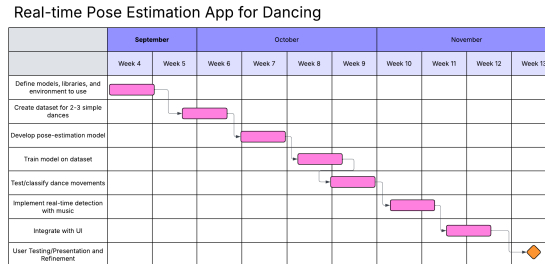 Real-time Pose Estimation App for Dancing
September
October
November
Week 4
Week 5
Week 6
Week 7
Week 8
Week 9
Week 10
Week 11
Week 12
Week 13
Define models, libraries, and
environment to use
Create dataset for 2-3 simple
dances
Develop pose-estimation model
Train model on dataset
Test/classify dance movements
Implement real-time detection
with music
Integrate with UI
User Testing/Presentation and
Refinement